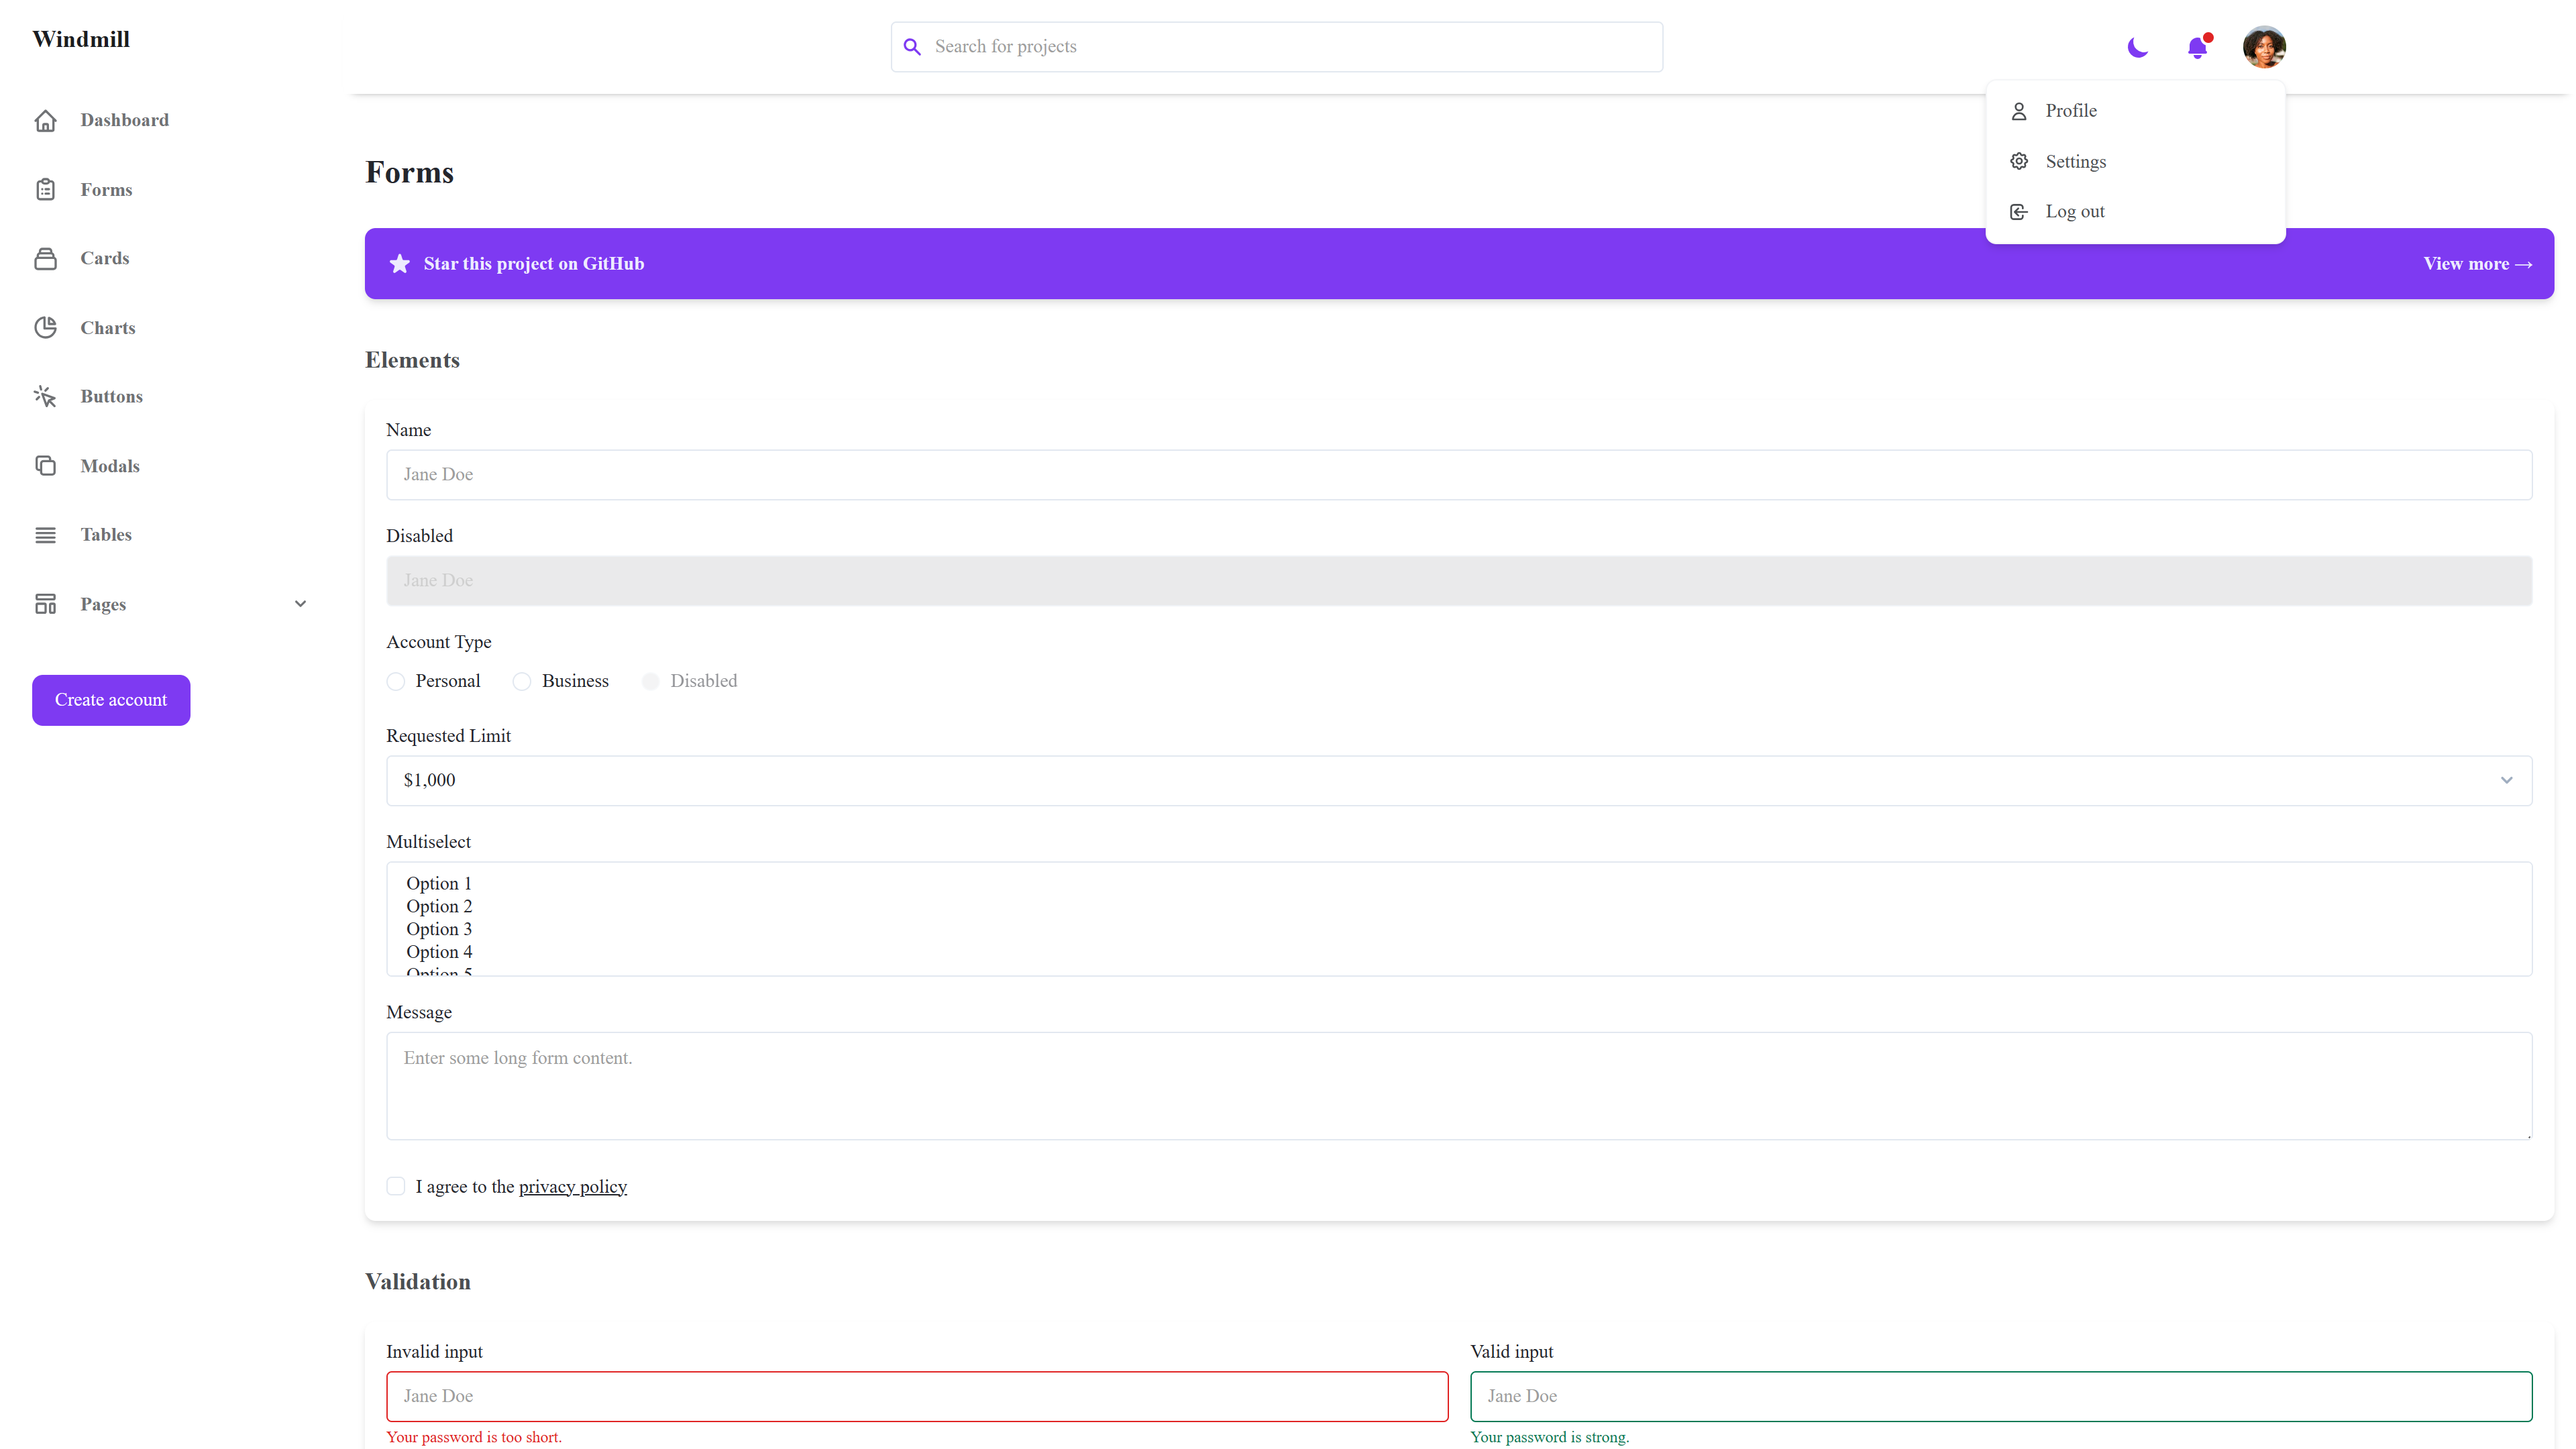 Windmill
Search for projects
Dashboard
Forms
Cards
Charts
Buttons
Modals
Tables
Pages
Create account
Profile
Settings
Log out
Forms
Star this project on GitHub
View more →
Elements
Name
Jane Doe
Disabled
Jane Doe
Account Type
Personal
Business
Disabled
Requested Limit
$1,000
Multiselect
Option 1
Option 2
Option 3
Option 4
Option 5
Message
Enter some long form content.
I agree to the privacy policy
Validation
Invalid input
Jane Doe
Your password is too short.
Valid input
Jane Doe
Your password is strong.